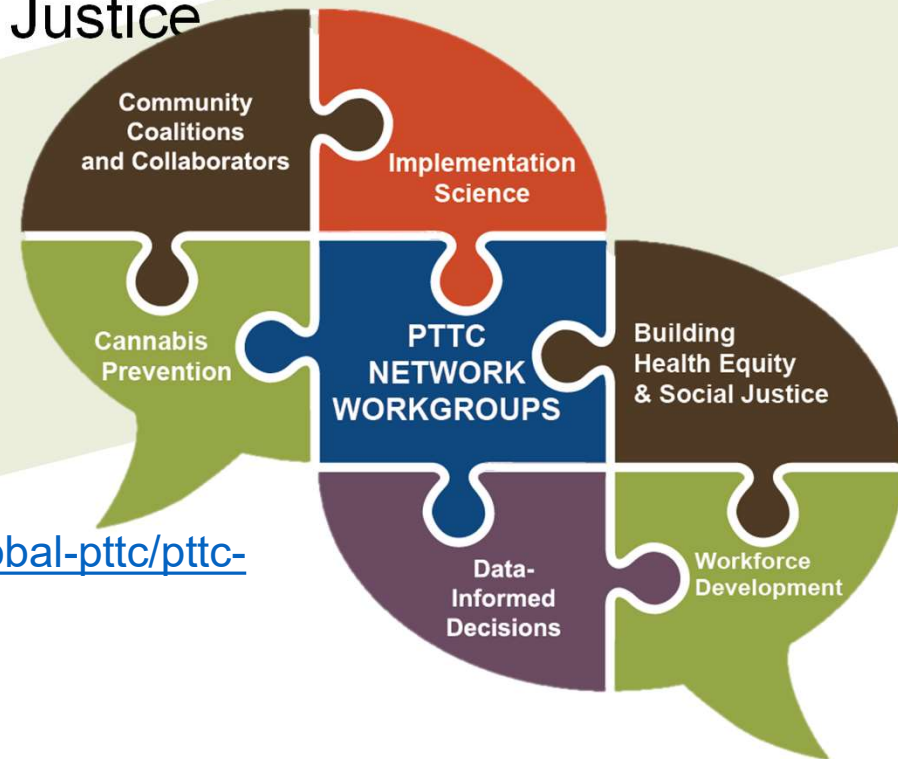 Justice
Community
Coalitions
and Collaborators
Implementation
Science
Cannabis
Prevention
PTTC
NETWORK
WORKGROUPS
Building
Health Equity
& Social Justice
obal-pttc/pttc-
Data-
Informed
Decisions
Workforce
Development